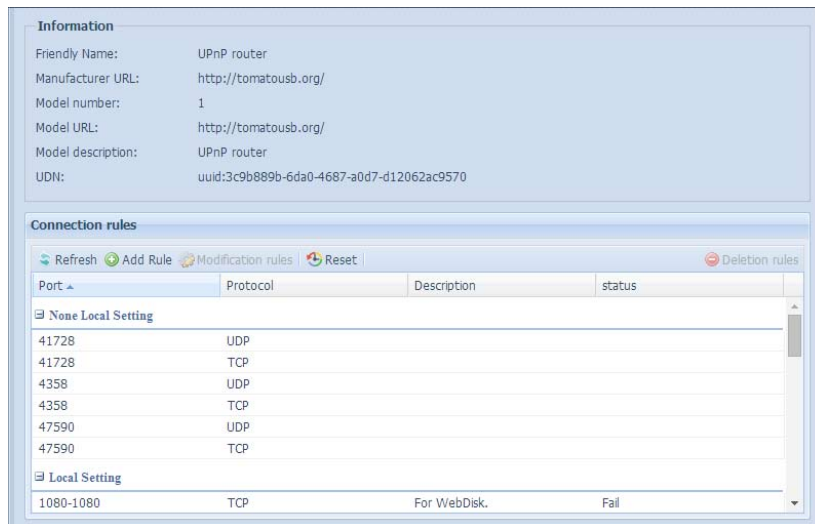 Information
Friendly Name: UPnP router
Manufacturer URL: http://tomatousb.org/
Model number: 1
Model URL: http://tomatousb.org/
Model description: UPnP router
UDN: uuid:3c9b889b-6da0-4687-a0d7-d12062ac9570
Connection rules
Refresh Add Rule Modification rules Reset Deletion rules
Port Protocol Description status
None Local Setting
41728 UDP
41728 TCP
4358 UDP
4358 TCP
47590 UDP
47590 TCP
Local Setting
1080-1080 TCP For WebDisk. Fail